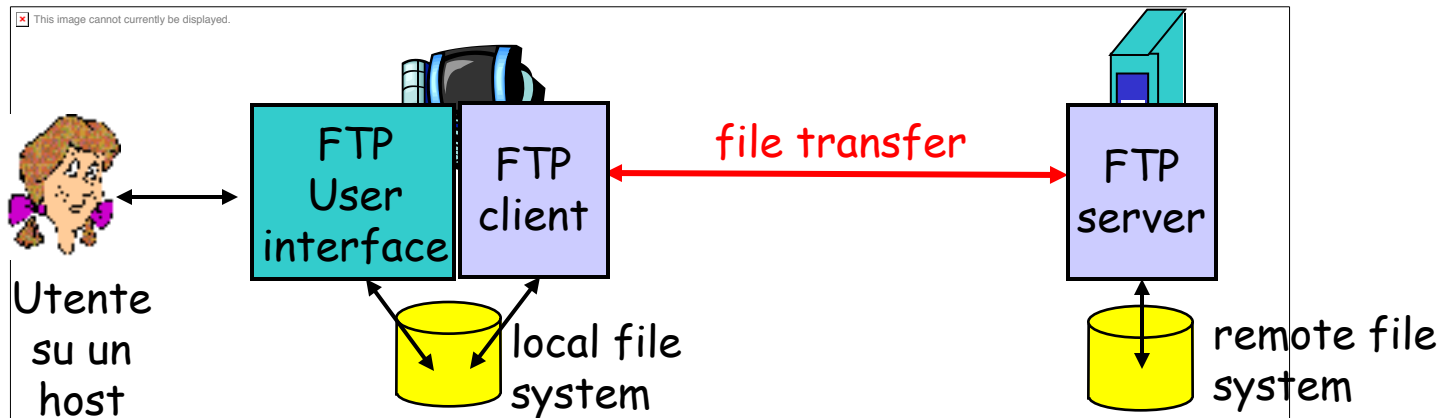 This image cannot currently be displayed.
FTP
User
interface
FTP
client
file transfer
FTP
server
Utente
su un
host
local file
system
remote file
system